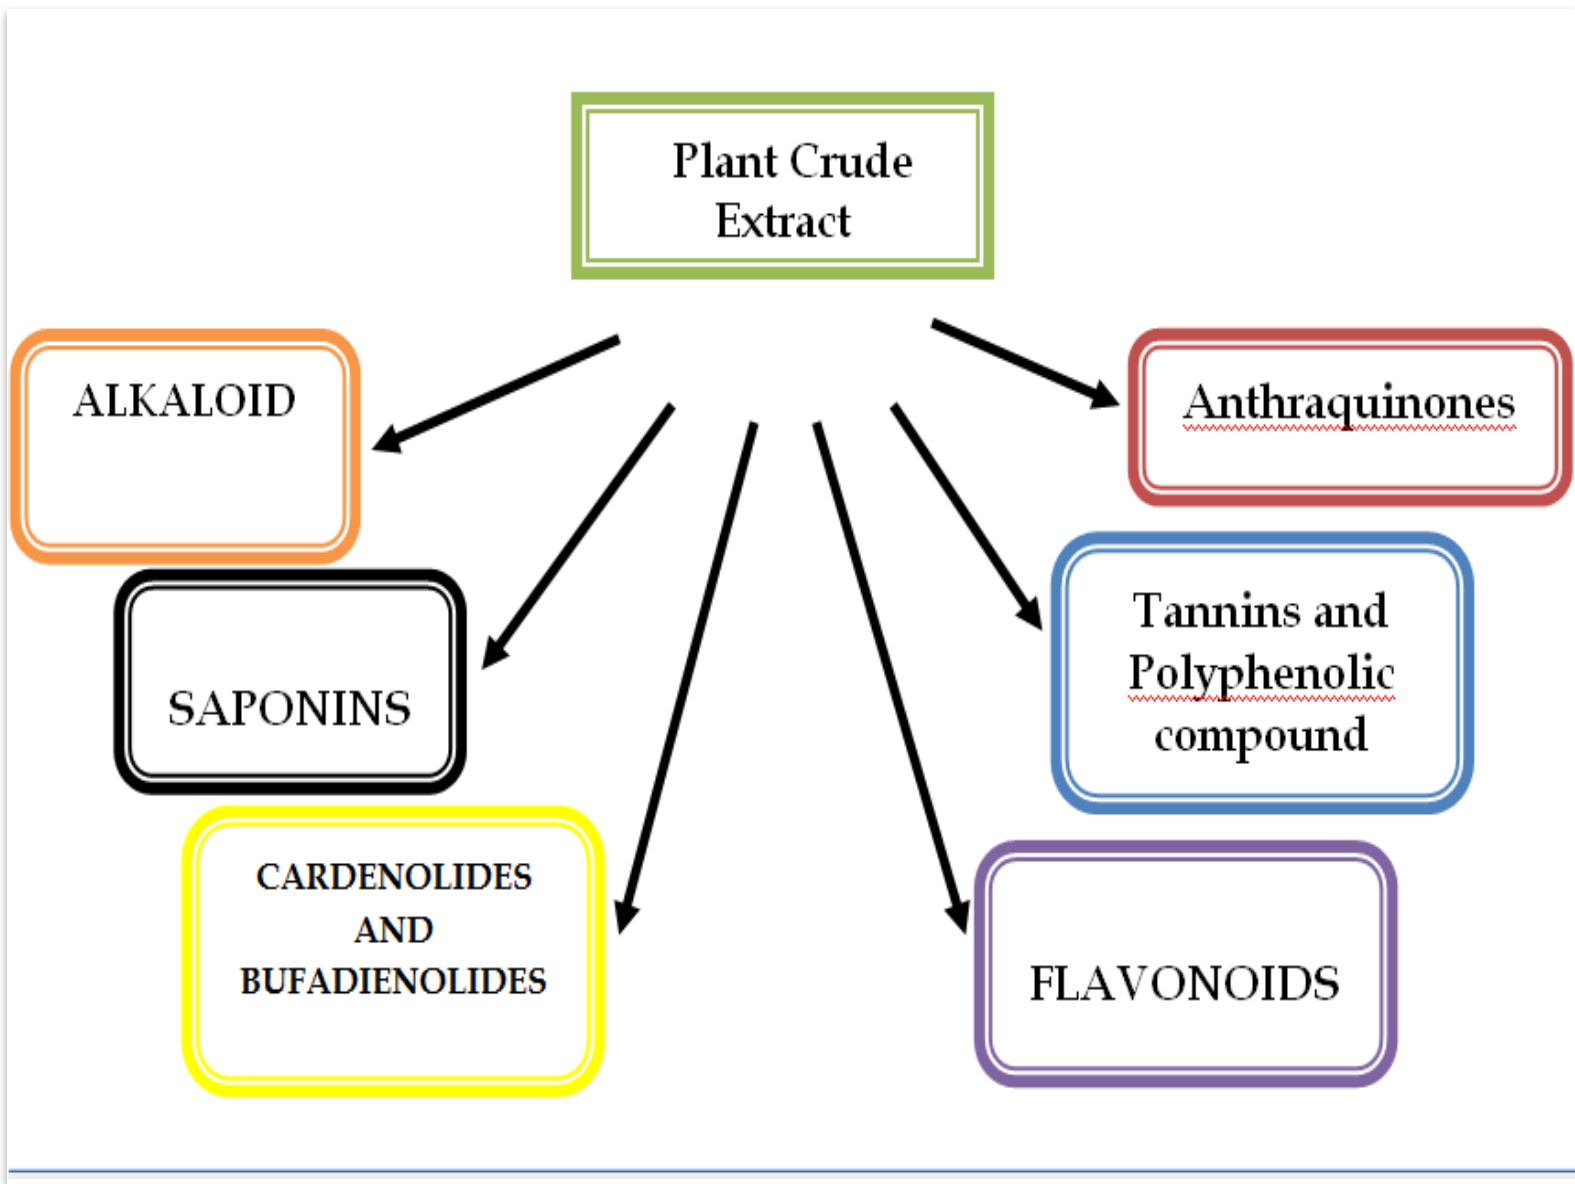 Plant Crude
Extract
ALKALOID
Anthraquinones
SAPONINS
Tannins and
Polyphenolic
compound
CARDENOLIDES
AND
BUFADIENOLIDES
FLAVONOIDS